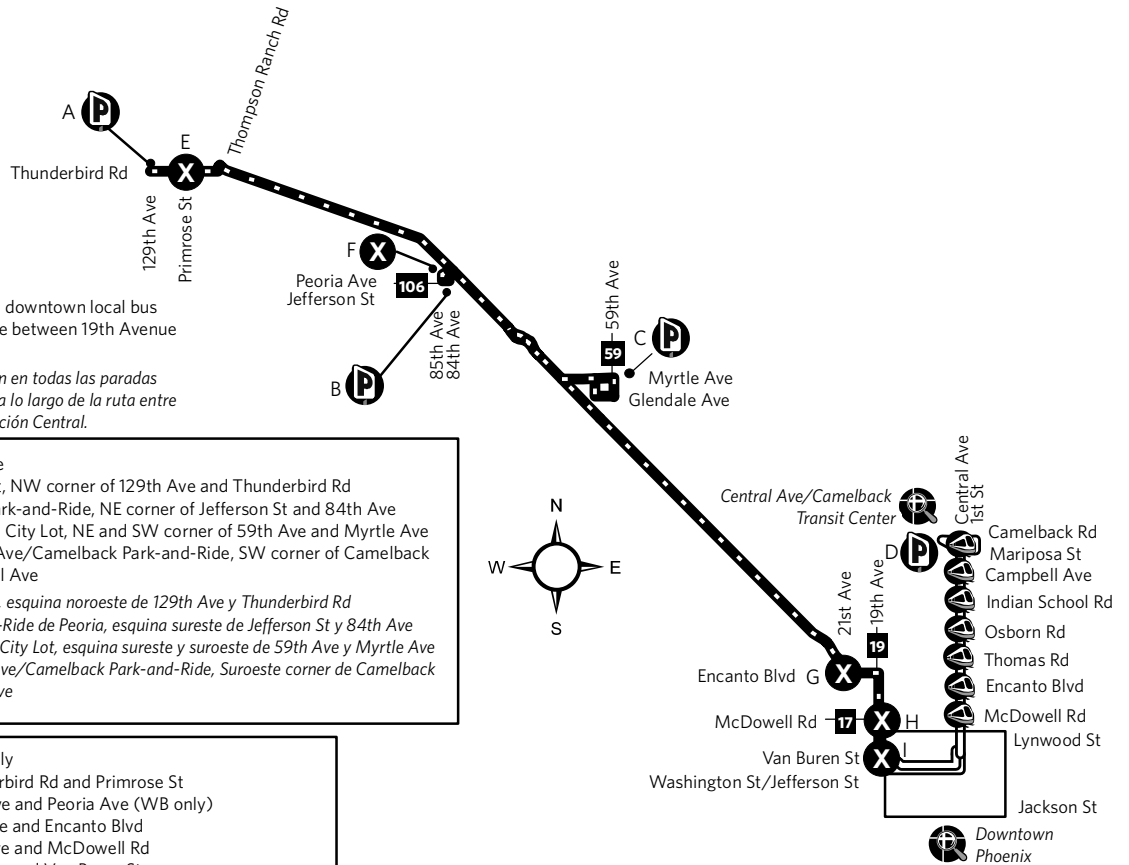 Thompson Ranch Rd
A
P
E
X
Thunderbird Rd
129th Ave
Primrose St
F
X
Peoria Ave
Jefferson St
106
85th Ave
84th Ave
B
P
59th Ave
59
C
P
Myrtle Ave
Glendale Ave
downtown local bus
e between 19th Avenue
n en todas las paradas
a lo largo de la ruta entre
ción Central.
e
, NW corner of 129th Ave and Thunderbird Rd
rk-and-Ride, NE corner of Jefferson St and 84th Ave
City Lot, NE and SW corner of 59th Ave and Myrtle Ave
Ave/Camelback Park-and-Ride, SW corner of Camelback
l Ave
, esquina noroeste de 129th Ave y Thunderbird Rd
-Ride de Peoria, esquina sureste de Jefferson St y 84th Ave
City Lot, esquina sureste y suroeste de 59th Ave y Myrtle Ave
ve/Camelback Park-and-Ride, Suroeste corner de Camelback
ve
N
W E
S
Central Ave/Camelback
Transit Center
Central Ave
1st St
D
P
Camelback Rd
Mariposa St
Campbell Ave
Indian School Rd
Osborn Rd
Thomas Rd
Encanto Blvd
McDowell Rd
Lynwood St
21st Ave
19th Ave
19
Encanto Blvd G X
McDowell Rd 17 X H
Van Buren St X I
Washington St/Jefferson St
Jackson St
Downtown
Phoenix
ly
rbird Rd and Primrose St
ve and Peoria Ave (WB only)
e and Encanto Blvd
ve and McDowell Rd